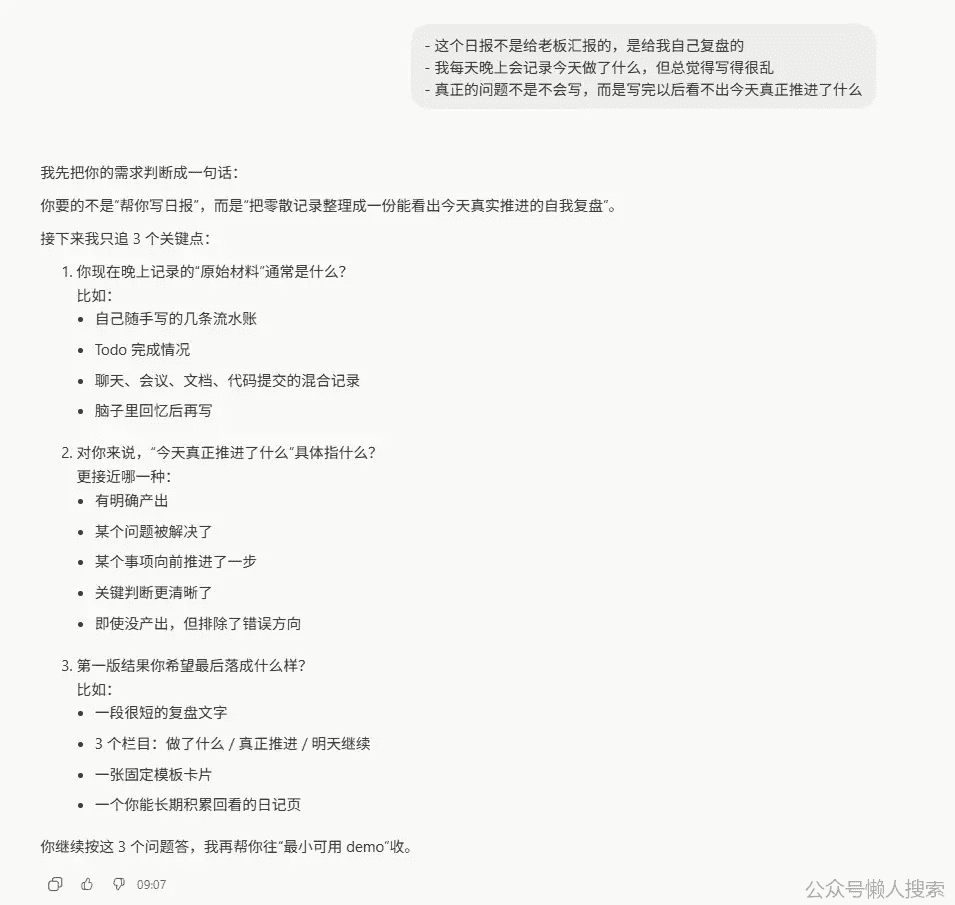 - 这个日报不是给老板汇报的，是给我自己复盘的
- 我每天晚上会记录今天做了什么，但总觉得写得很乱
- 真正的问题不是不会写，而是写完以后看不出今天真正推进了什么
我先把你的需求判断成一句话：
你要的不是“帮你写日报”，而是“把零散记录整理成一份能看出今天真实推进的自我复盘”。
接下来我只追 3 个关键点：
1. 你现在晚上记录的“原始材料”通常是什么？
比如：
• 自己随手写的几条流水账
• Todo 完成情况
• 聊天、会议、文档、代码提交的混合记录
• 脑子里回忆后再写
2. 对你来说，“今天真正推进了什么”具体指什么？
更接近哪一种：
• 有明确产出
• 某个问题被解决了
• 某个事项向前推进了一步
• 关键判断更清晰了
• 即使没产出，但排除了错误方向
3. 第一版结果你希望最后落成什么样？
比如：
• 一段很短的复盘文字
• 3 个栏目：做了什么 / 真正推进 / 明天继续
• 一张固定模板卡片
• 一个你能长期积累回看的日记页
你继续按这 3 个问题答，我再帮你往“最小可用 demo”收。
09:07
公众号懒人搜索